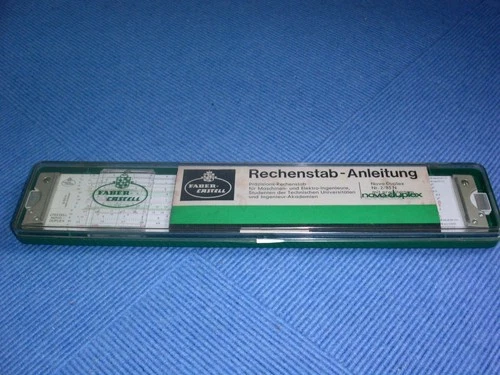 FABER-
CASTELL
FABER-
CASTELL
Rechenstab-Anleitung
Präzisions-Rechenstab
für Maschinen- und Elektro-Ingenieure,
Studenten der Technischen Universitäten
und Ingenieur-Akademien
Novo-Duplex
Nr. 2/83 N
novo duplex